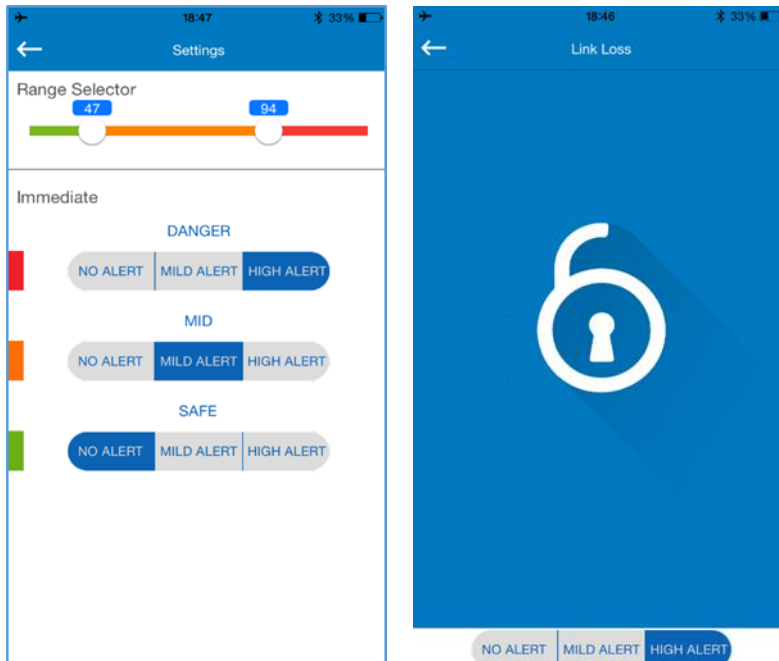 18:47 33%
Settings
Range Selector
47 94
Immediate
DANGER
NO ALERT MILD ALERT HIGH ALERT
MID
NO ALERT MILD ALERT HIGH ALERT
SAFE
NO ALERT MILD ALERT HIGH ALERT
18:46 33%
Link Loss
NO ALERT MILD ALERT HIGH ALERT